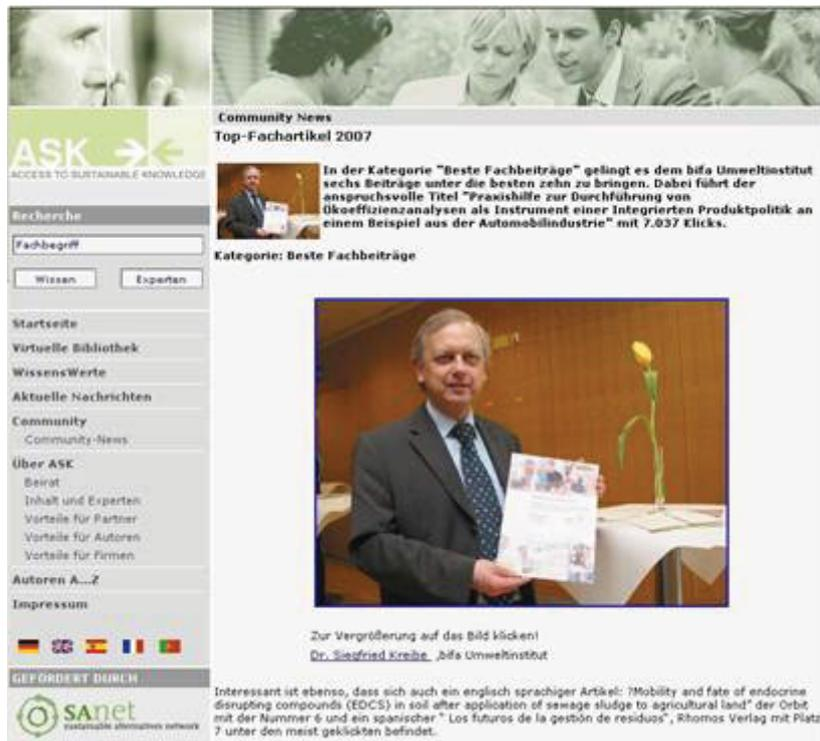 ASK
ACCESS TO SUSTAINABLE KNOWLEDGE
Recherche
Fachbegriff
Wissen
Experten
Startseite
Virtuelle Bibliothek
WissensWerte
Aktuelle Nachrichten
Community
Community-News
Über ASK
Beirat
Inhalt und Experten
Vorteile für Partner
Vorteile für Autoren
Vorteile für Firmen
Autoren A...Z
Impressum
GEFÖRDERT DURCH
SAnet
sustainable alternatives network
Community News
Top-Fachartikel 2007
In der Kategorie "Beste Fachbeiträge" gelingt es dem bifa Umweltinstitut
sechs Beiträge unter die besten zehn zu bringen. Dabei führt der
anspruchsvolle Titel "Praxishilfe zur Durchführung von
Ökoeffizienzanalysen als Instrument einer Integrierten Produktpolitik an
einem Beispiel aus der Automobilindustrie" mit 7.037 Klicks.
Kategorie: Beste Fachbeiträge
Zur Vergrößerung auf das Bild klicken!
Dr. Siegfried Kreibe ,bifa Umweltinstitut
Interessant ist ebenso, dass sich auch ein englisch sprachiger Artikel: ?Mobility and fate of endocrine
disrupting compounds (EDCS) in soil after application of sewage sludge to agricultural land" der Orbit
mit der Nummer 6 und ein spanischer " Los futuros de la gestión de residuos", Rhomos Verlag mit Platz
7 unter den meist geklickten befindet.